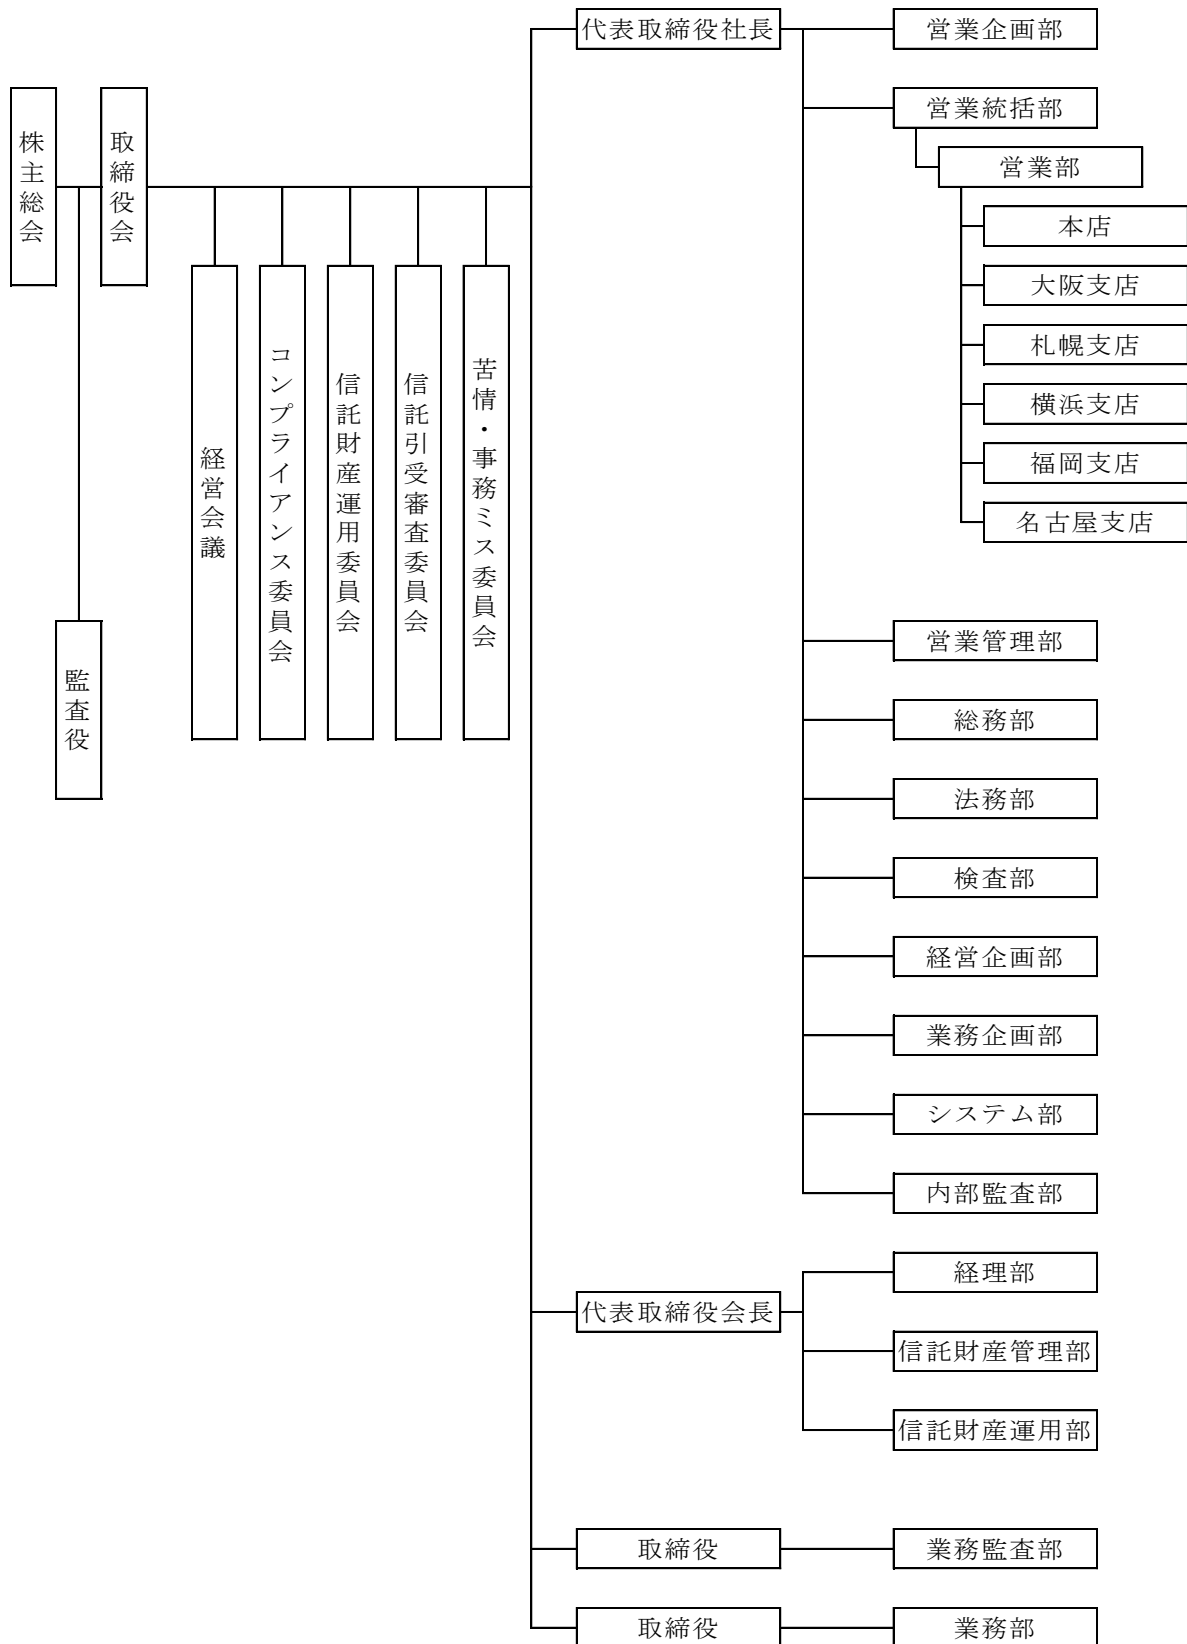 株主総会
取締役会
監査役
経営会議
コンプライアンス委員会
信託財産運用委員会
信託引受審査委員会
苦情・事務ミス委員会
代表取締役社長
営業企画部
営業統括部
営業部
本店
大阪支店
札幌支店
横浜支店
福岡支店
名古屋支店
営業管理部
総務部
法務部
検査部
経営企画部
業務企画部
システム部
内部監査部
代表取締役会長
経理部
信託財産管理部
信託財産運用部
取締役
業務監査部
取締役
業務部